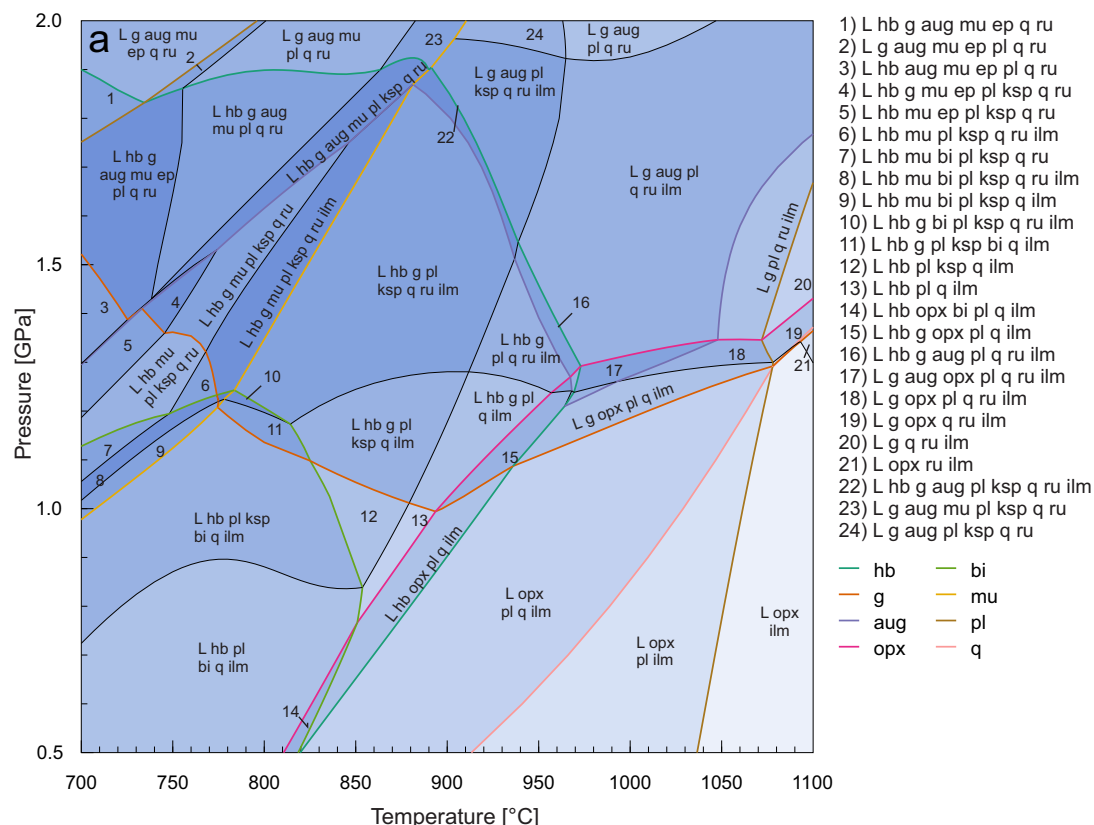 a
L g aug mu
ep q ru
2
L g aug mu
pl q ru
23
24
L g aug
pl q ru
1
L hb g aug
mu pl q ru
L hb g aug mu pl ksp q ru
L g aug pl
ksp q ru ilm
22
L hb g
aug mu ep
pl q ru
L g aug pl
q ru ilm
3
4
5
L hb g mu pl ksp q ru
L hb g mu pl ksp q ru ilm
L hb g pl
ksp q ru ilm
L g pl q ru ilm
20
16
19
L hb mu
pl ksp q ru
L hb g
pl q ru ilm
17
18
21
6
10
L hb g pl
q ilm
L g opx pl q ilm
11
L hb g pl
ksp q ilm
7
9
8
15
12
13
L hb pl ksp
bi q ilm
L hb opx pl q ilm
L opx
pl q ilm
L hb pl
bi q ilm
L opx
pl ilm
L opx
ilm
14
2.0
1.5
1.0
0.5
Pressure [GPa]
700
750
800
850
900
950
1000
1050
1100
Temperature [°C]
1) L hb g aug mu ep q ru
2) L g aug mu ep pl q ru
3) L hb aug mu ep pl q ru
4) L hb g mu ep pl ksp q ru
5) L hb mu ep pl ksp q ru
6) L hb mu pl ksp q ru ilm
7) L hb mu bi pl ksp q ru
8) L hb mu bi pl ksp q ru ilm
9) L hb mu bi pl ksp q ilm
10) L hb g bi pl ksp q ru ilm
11) L hb g pl ksp bi q ilm
12) L hb pl ksp q ilm
13) L hb pl q ilm
14) L hb opx bi pl q ilm
15) L hb g opx pl q ilm
16) L hb g aug pl q ru ilm
17) L g aug opx pl q ru ilm
18) L g opx pl q ru ilm
19) L g opx q ru ilm
20) L g q ru ilm
21) L opx ru ilm
22) L hb g aug pl ksp q ru ilm
23) L g aug mu pl ksp q ru
24) L g aug pl ksp q ru
hb
bi
g
mu
aug
pl
opx
q